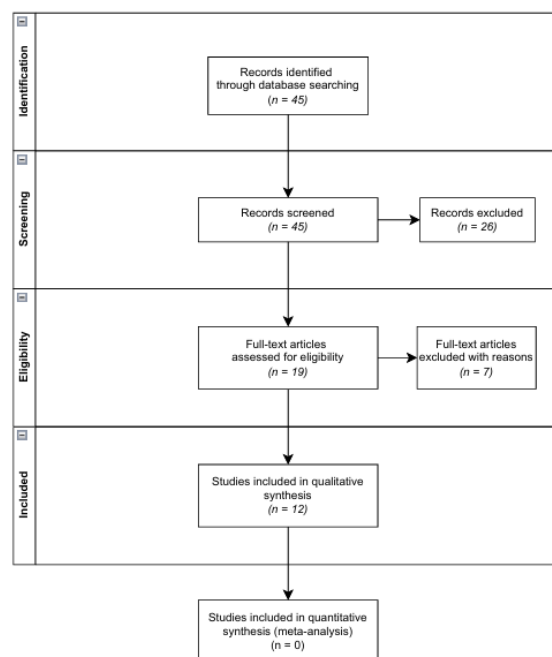 Identification
Records identified
through database searching
(n = 45)
Screening
Records screened
(n = 45)
Records excluded
(n = 26)
Eligibility
Full-text articles
assessed for eligibility
(n = 19)
Full-text articles
excluded with reasons
(n = 7)
Included
Studies included in qualitative
synthesis
(n = 12)
Studies included in quantitative
synthesis (meta-analysis)
(n = 0)